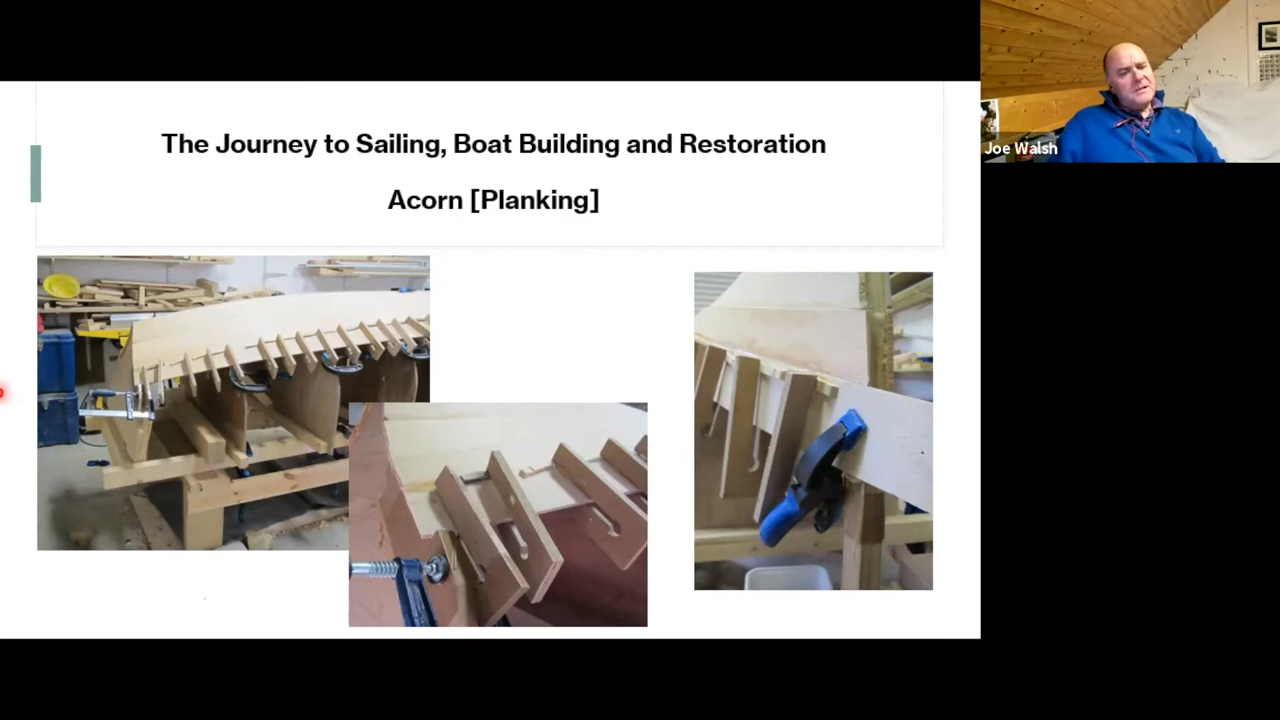 The Journey to Sailing, Boat Building and Restoration
Acorn [Planking]
Joe Walsh